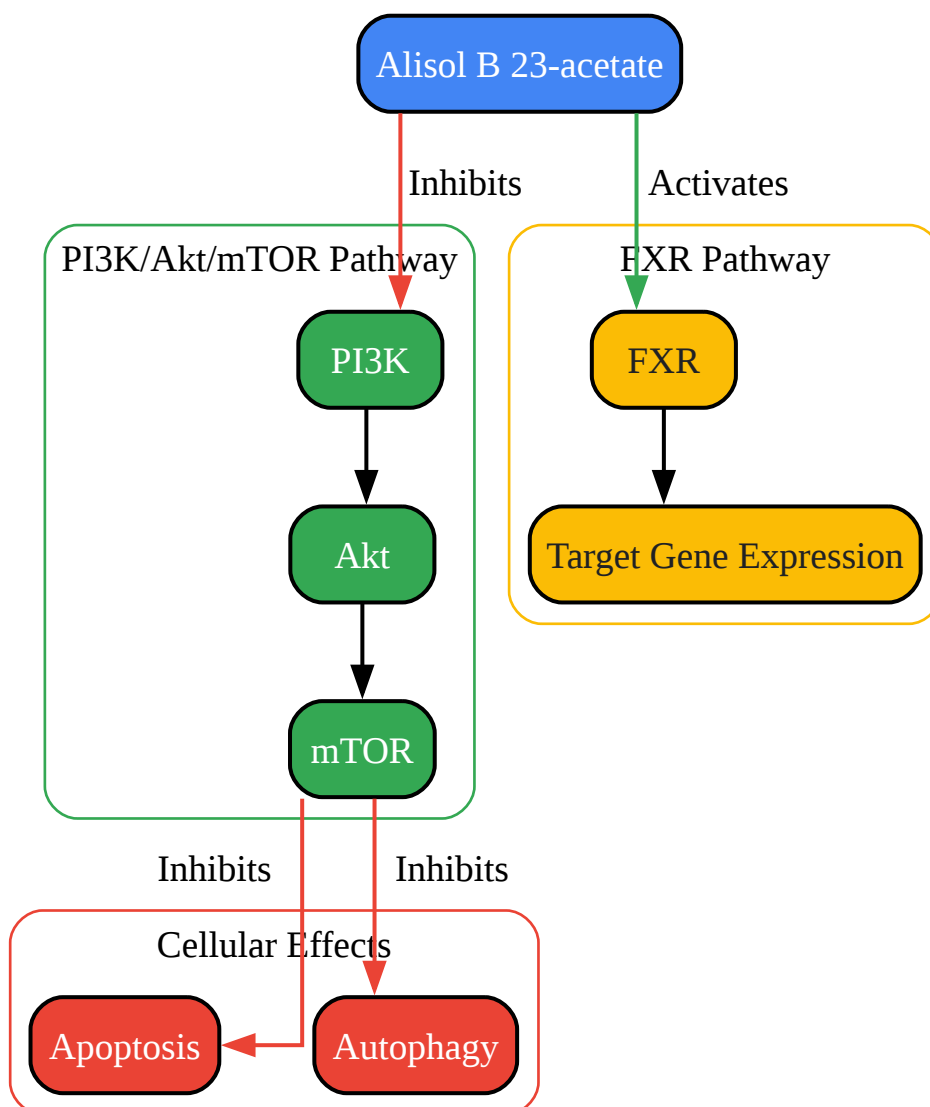 Alisol B 23-acetate
Inhibits
Activates
PI3K/Akt/mTOR Pathway
FXR Pathway
PI3K
FXR
Akt
Target Gene Expression
mTOR
Inhibits
Inhibits
Cellular Effects
Apoptosis
Autophagy